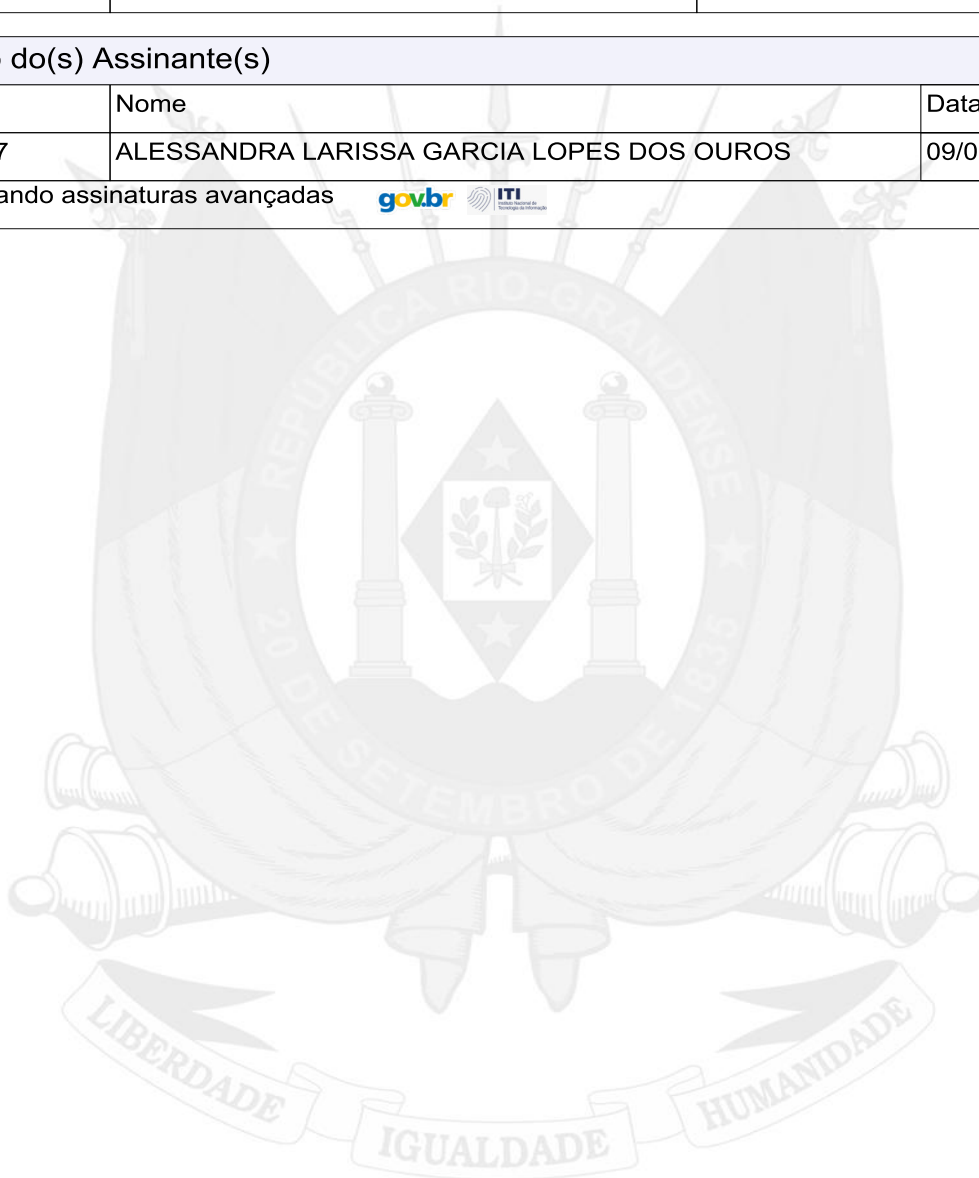 do(s) Assinante(s)
Nome
Data
7
ALESSANDRA LARISSA GARCIA LOPES DOS OUROS
09/0
ando assinaturas avançadas
gov.br
ITI
REPÚBLICA RIO-GRANDENSE
20 DE SETEMBRO DE 1835
LIBERDADE
IGUALDADE
HUMANIDADE